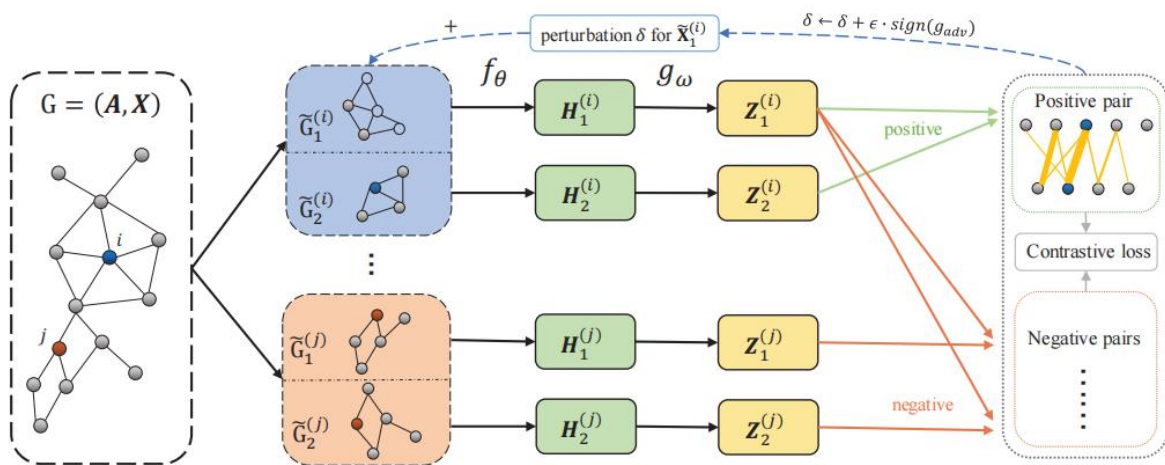 G = (A, X)
i
j
+
perturbation δ for X̃₁⁽ⁱ⁾
δ ← δ + ϵ · sign(g_adv)
f_θ
g_ω
G̃₁⁽ⁱ⁾
H₁⁽ⁱ⁾
Z₁⁽ⁱ⁾
positive
Positive pair
G̃₂⁽ⁱ⁾
H₂⁽ⁱ⁾
Z₂⁽ⁱ⁾
Contrastive loss
G̃₁⁽ʲ⁾
H₁⁽ʲ⁾
Z₁⁽ʲ⁾
Negative pairs
negative
G̃₂⁽ʲ⁾
H₂⁽ʲ⁾
Z₂⁽ʲ⁾